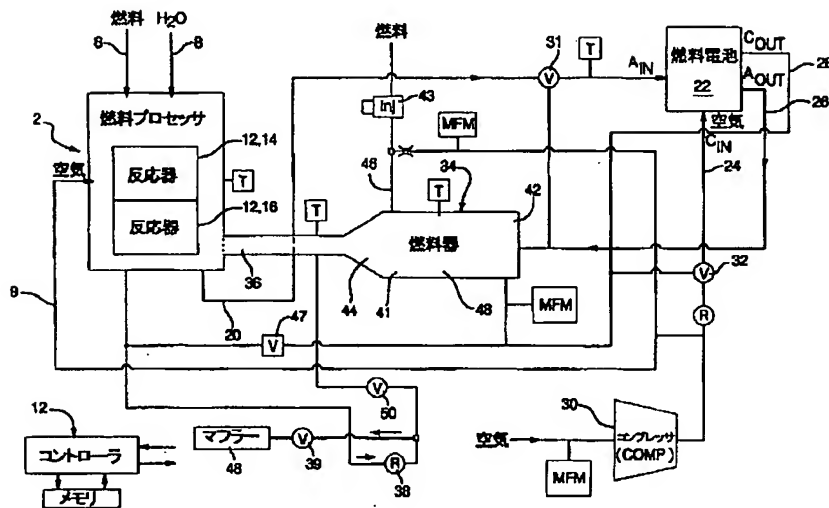 燃料 H₂O
8
8
燃料
31
T
AIN
燃料電池
22
COUT
AOUT
28
26
2
燃料プロセッサ
12,14
43
Inj
MFM
空気
CIN
24
空気
反応器
T
反応器
12,16
46
34
T
42
T
燃料器
36
44
41
48
V
32
R
9
20
47
V
MFM
V
50
30
コンプレッサ
(COMP)
空気
MFM
12
コントローラ
メモリ
マフラー
48
V
39
R
38
V